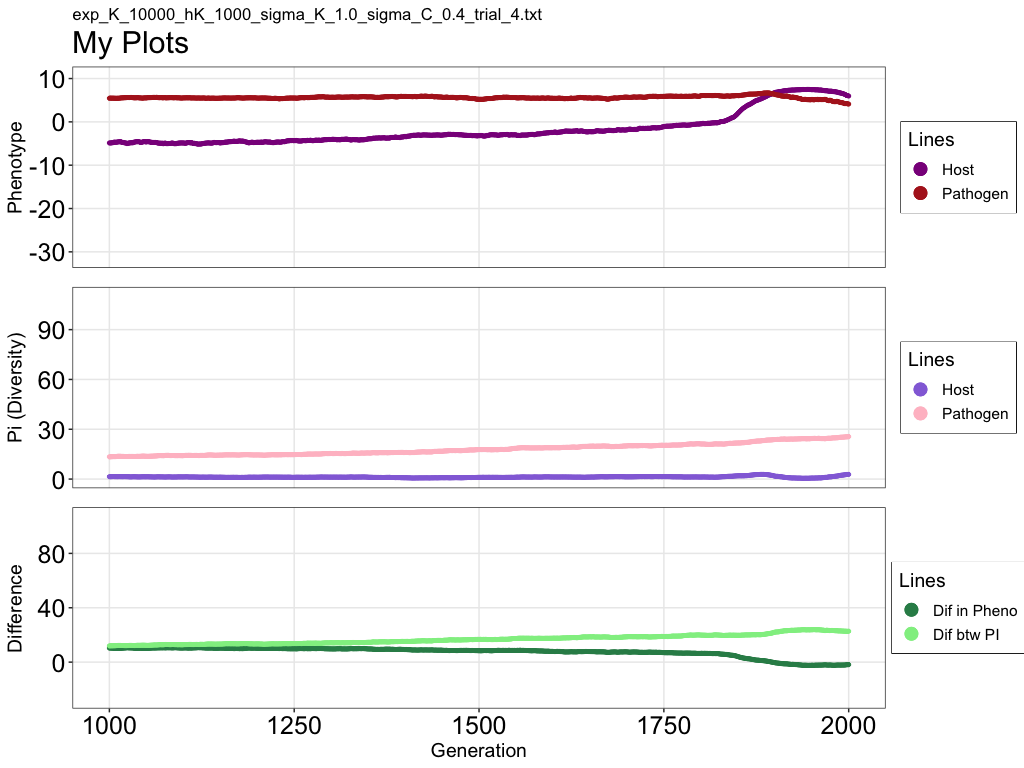 exp_K_10000_hK_1000_sigma_K_1.0_sigma_C_0.4_trial_4.txt
My Plots
Phenotype
10
0
-10
-20
-30
Lines
Host
Pathogen
Pi (Diversity)
90
60
30
0
Lines
Host
Pathogen
Difference
80
40
0
Lines
Dif in Pheno
Dif btw PI
1000 1250 1500 1750 2000
Generation